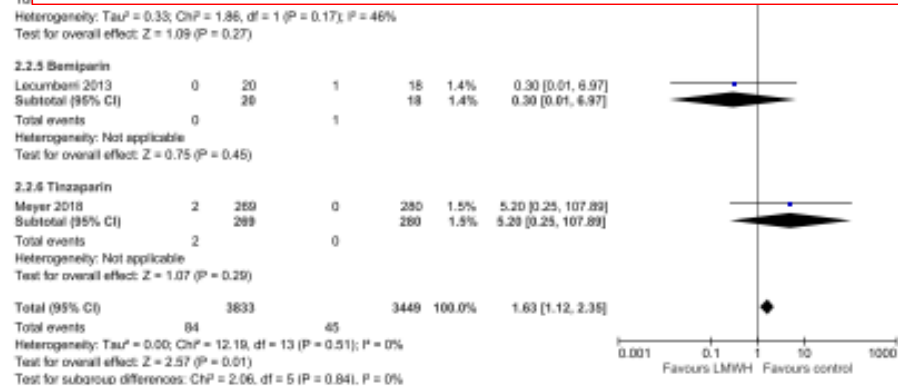 Heterogeneity: Tau² = 0.33; Chi² = 1.86, df = 1 (P = 0.17); I² = 46%
Test for overall effect: Z = 1.09 (P = 0.27)
2.2.5 Bemiparin
Lecumberri 2013 0 20 1 18 1.4% 0.30 [0.01, 6.97]
Subtotal (95% CI) 20 18 1.4% 0.30 [0.01, 6.97]
Total events 0 1
Heterogeneity: Not applicable
Test for overall effect: Z = 0.75 (P = 0.45)
2.2.6 Tinzaparin
Meyer 2018 2 269 0 280 1.5% 5.20 [0.25, 107.89]
Subtotal (95% CI) 269 280 1.5% 5.20 [0.25, 107.89]
Total events 2 0
Heterogeneity: Not applicable
Test for overall effect: Z = 1.07 (P = 0.29)
Total (95% CI) 3833 3449 100.0% 1.63 [1.12, 2.35]
Total events 84 45
Heterogeneity: Tau² = 0.00; Chi² = 12.19, df = 13 (P = 0.51); I² = 0%
Test for overall effect: Z = 2.57 (P = 0.01)
Test for subgroup differences: Chi² = 2.06, df = 5 (P = 0.84), I² = 0%
0.001 0.1 1 10 1000
Favours LMWH Favours control